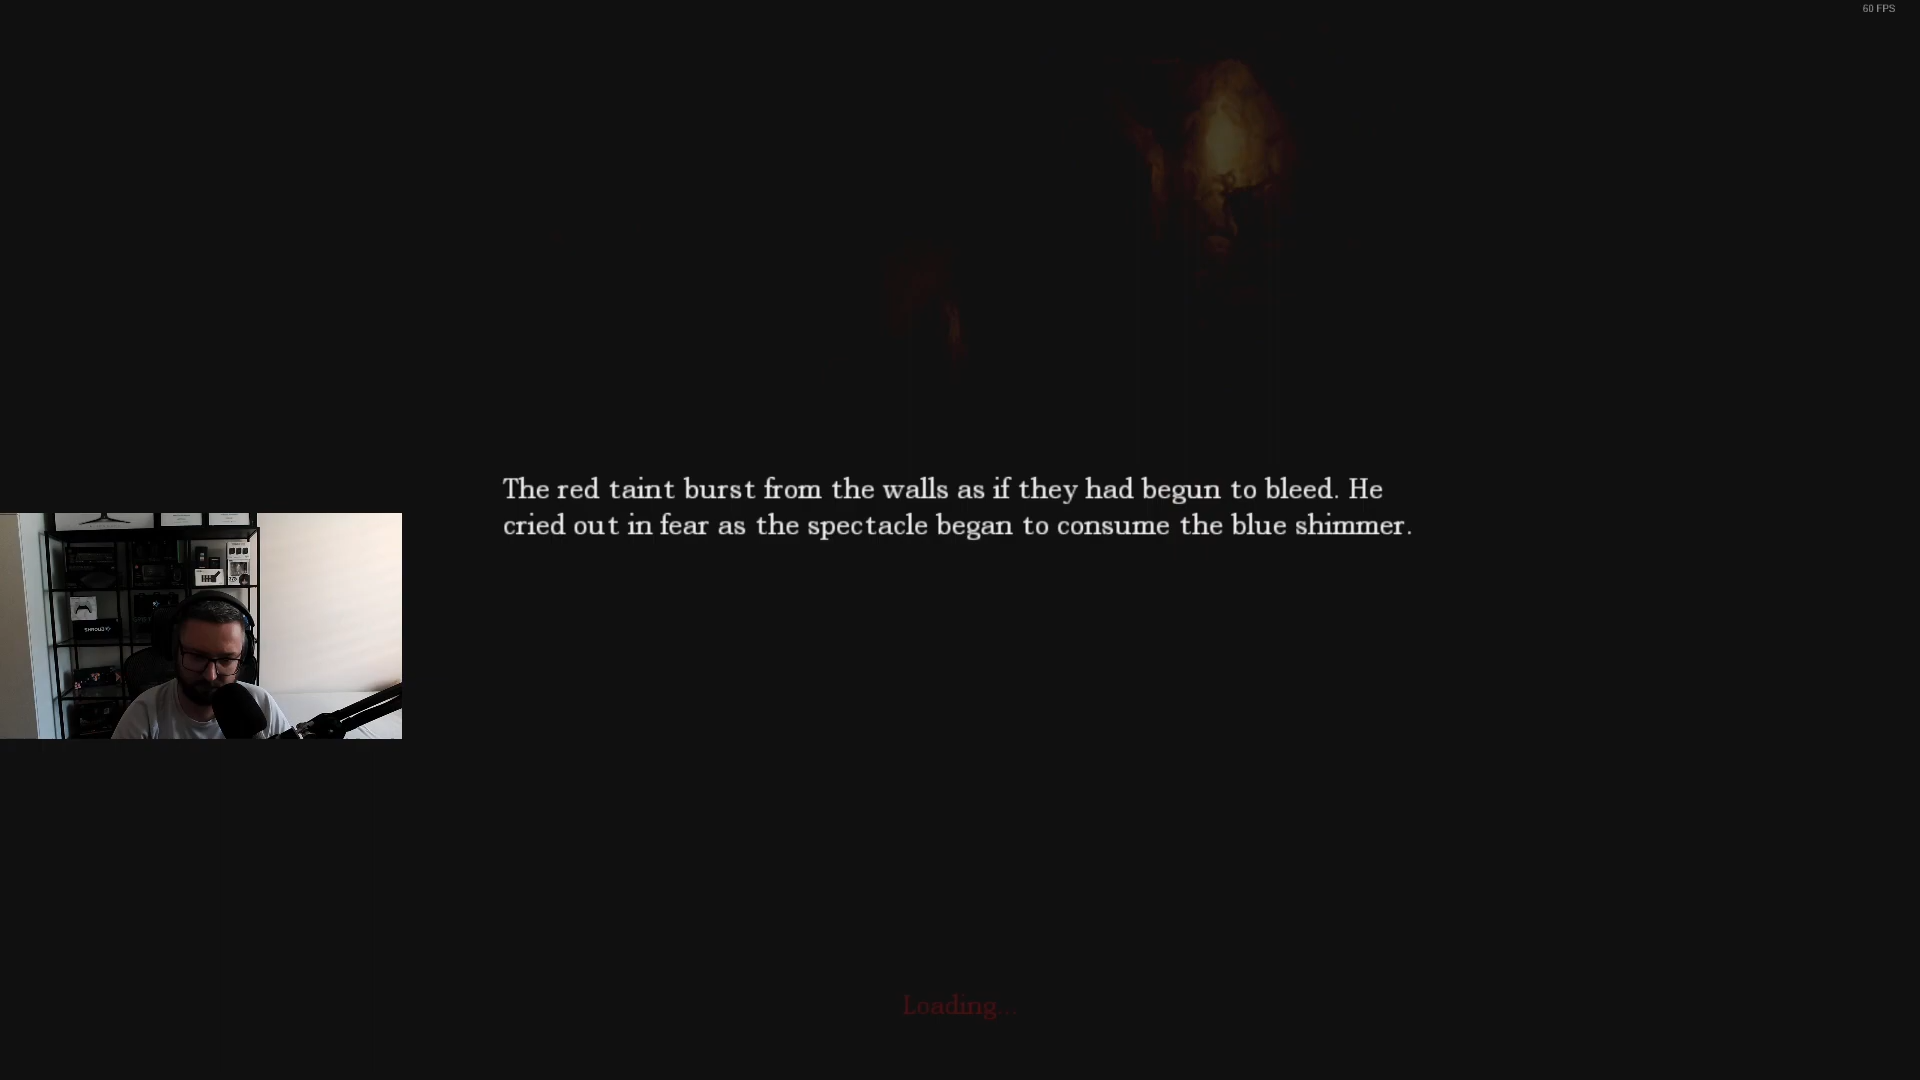 60 FPS
The red taint burst from the walls as if they had begun to bleed. He
cried out in fear as the spectacle began to consume the blue shimmer.
SHROUD
Loading...